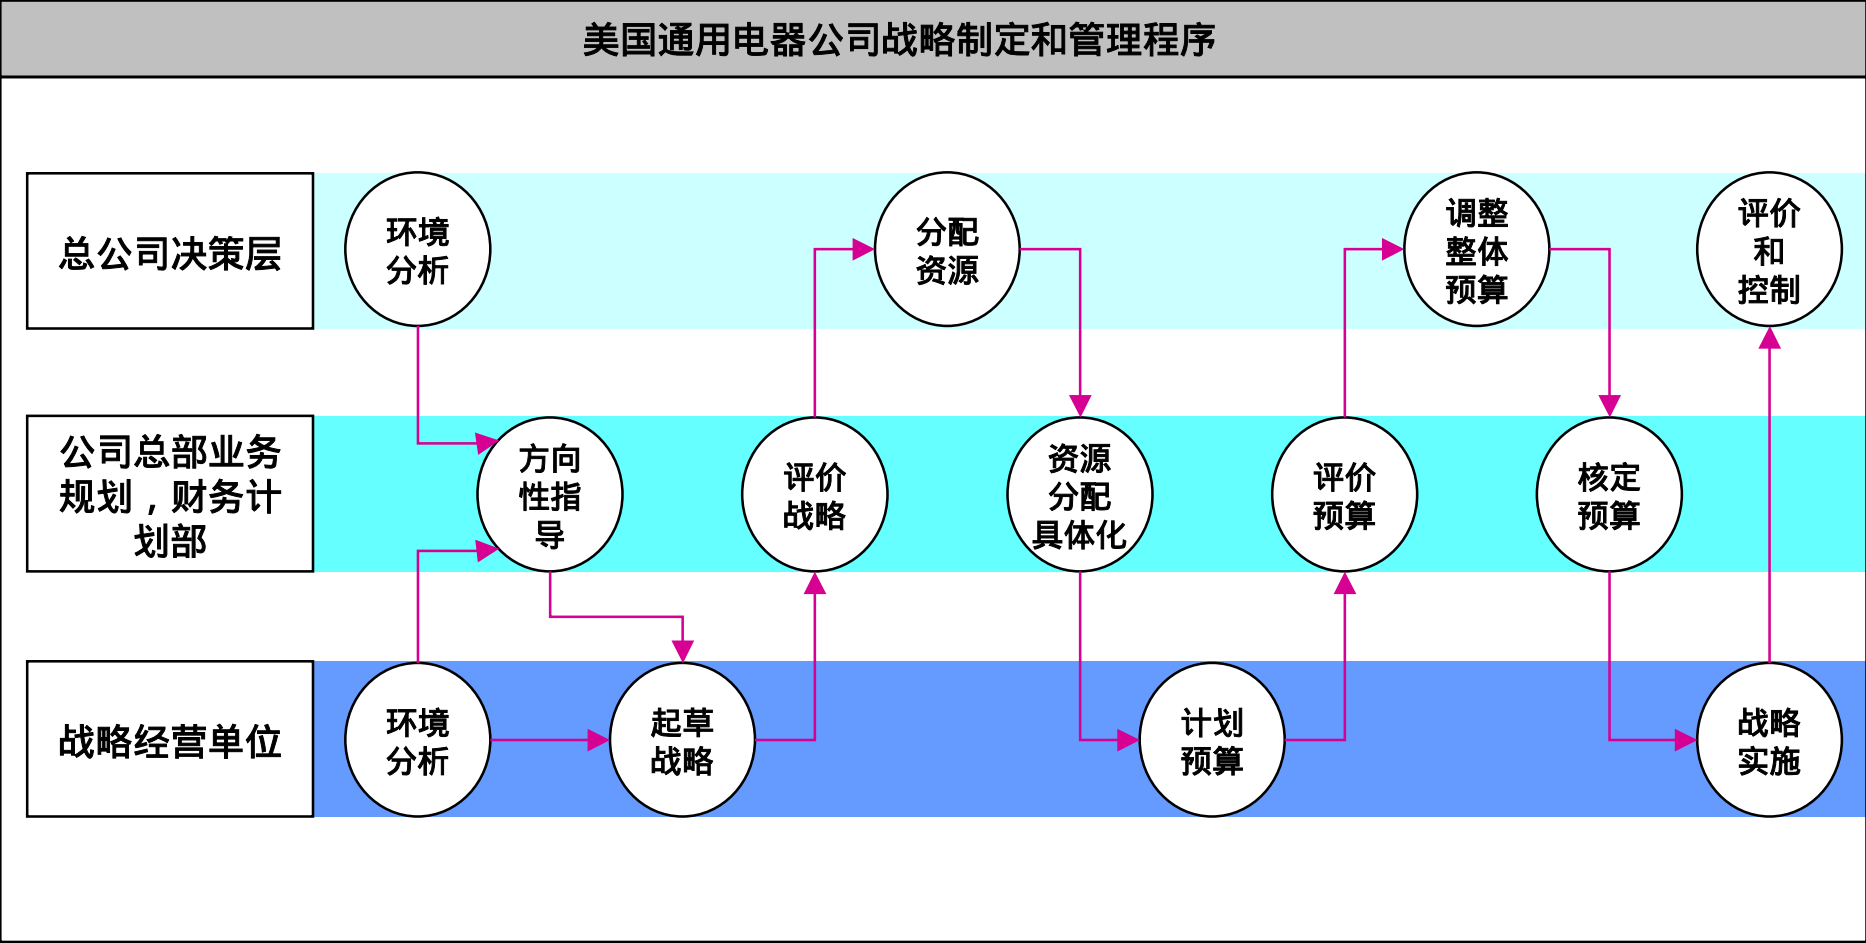 美国通用电器公司战略制定和管理程序
总公司决策层
环境
分析
分配
资源
调整
整体
预算
评价
和
控制
公司总部业务
规划，财务计
划部
方向
性指
导
评价
战略
资源
分配
具体化
评价
预算
核定
预算
战略经营单位
环境
分析
起草
战略
计划
预算
战略
实施